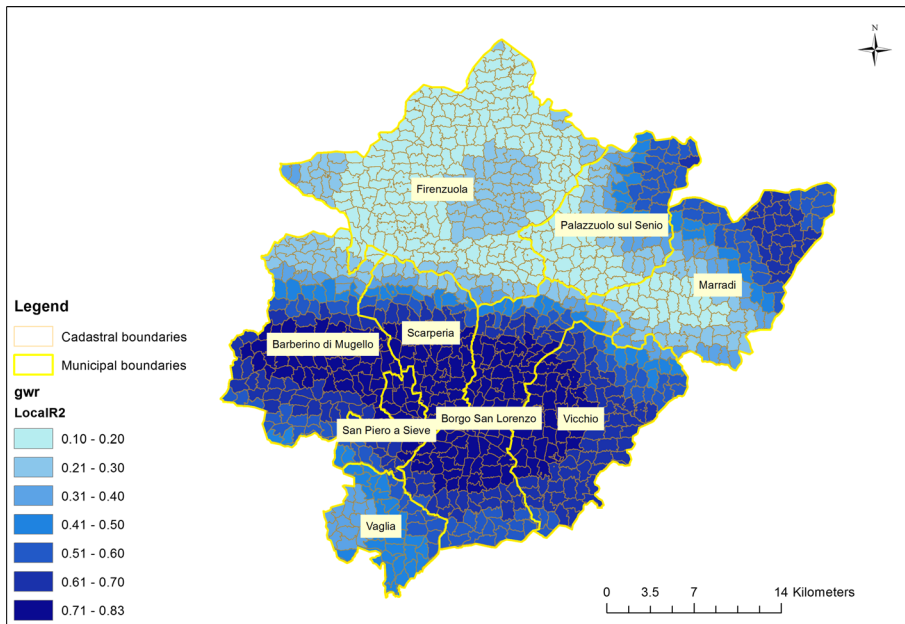 N
Firenzuola
Palazzuolo sul Senio
Marradi
Scarperia
Barberino di Mugello
Borgo San Lorenzo
Vicchio
San Piero a Sieve
Vaglia
Legend
Cadastral boundaries
Municipal boundaries
gwr
LocalR2
0.10 - 0.20
0.21 - 0.30
0.31 - 0.40
0.41 - 0.50
0.51 - 0.60
0.61 - 0.70
0.71 - 0.83
0 3.5 7 14 Kilometers